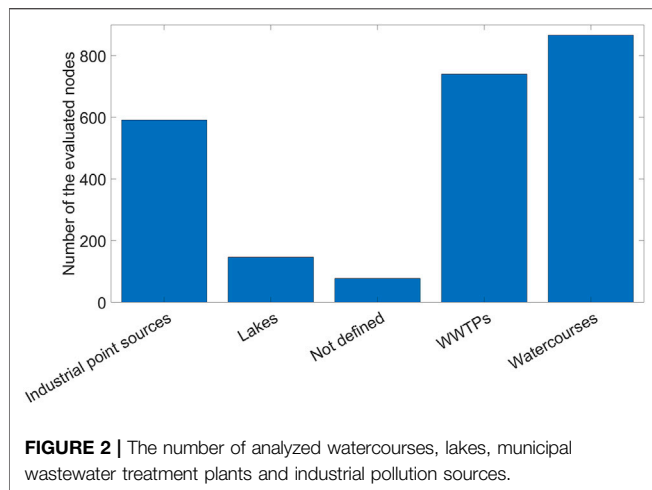 Number of the evaluated nodes
800
600
400
200
0
Industrial point sources
Lakes
Not defined
WWTPs
Watercourses
FIGURE 2 | The number of analyzed watercourses, lakes, municipal
wastewater treatment plants and industrial pollution sources.